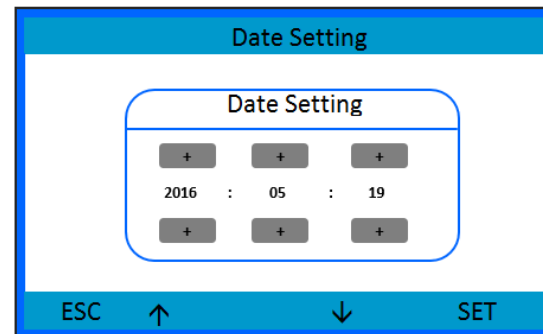 Date Setting
Date Setting
+ + +
2016 : 05 : 19
+ + +
ESC ↑ ↓ SET